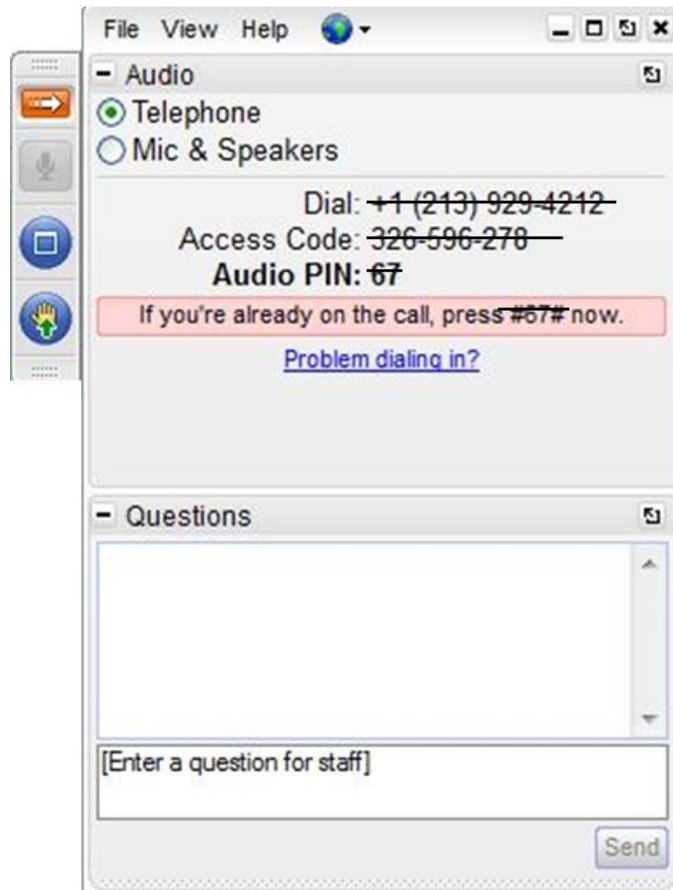 File View Help
Audio
Telephone
Mic & Speakers
Dial: +1 (213) 929-4212
Access Code: 326-596-278
Audio PIN: 67
If you're already on the call, press #67# now.
Problem dialing in?
Questions
[Enter a question for staff]
Send